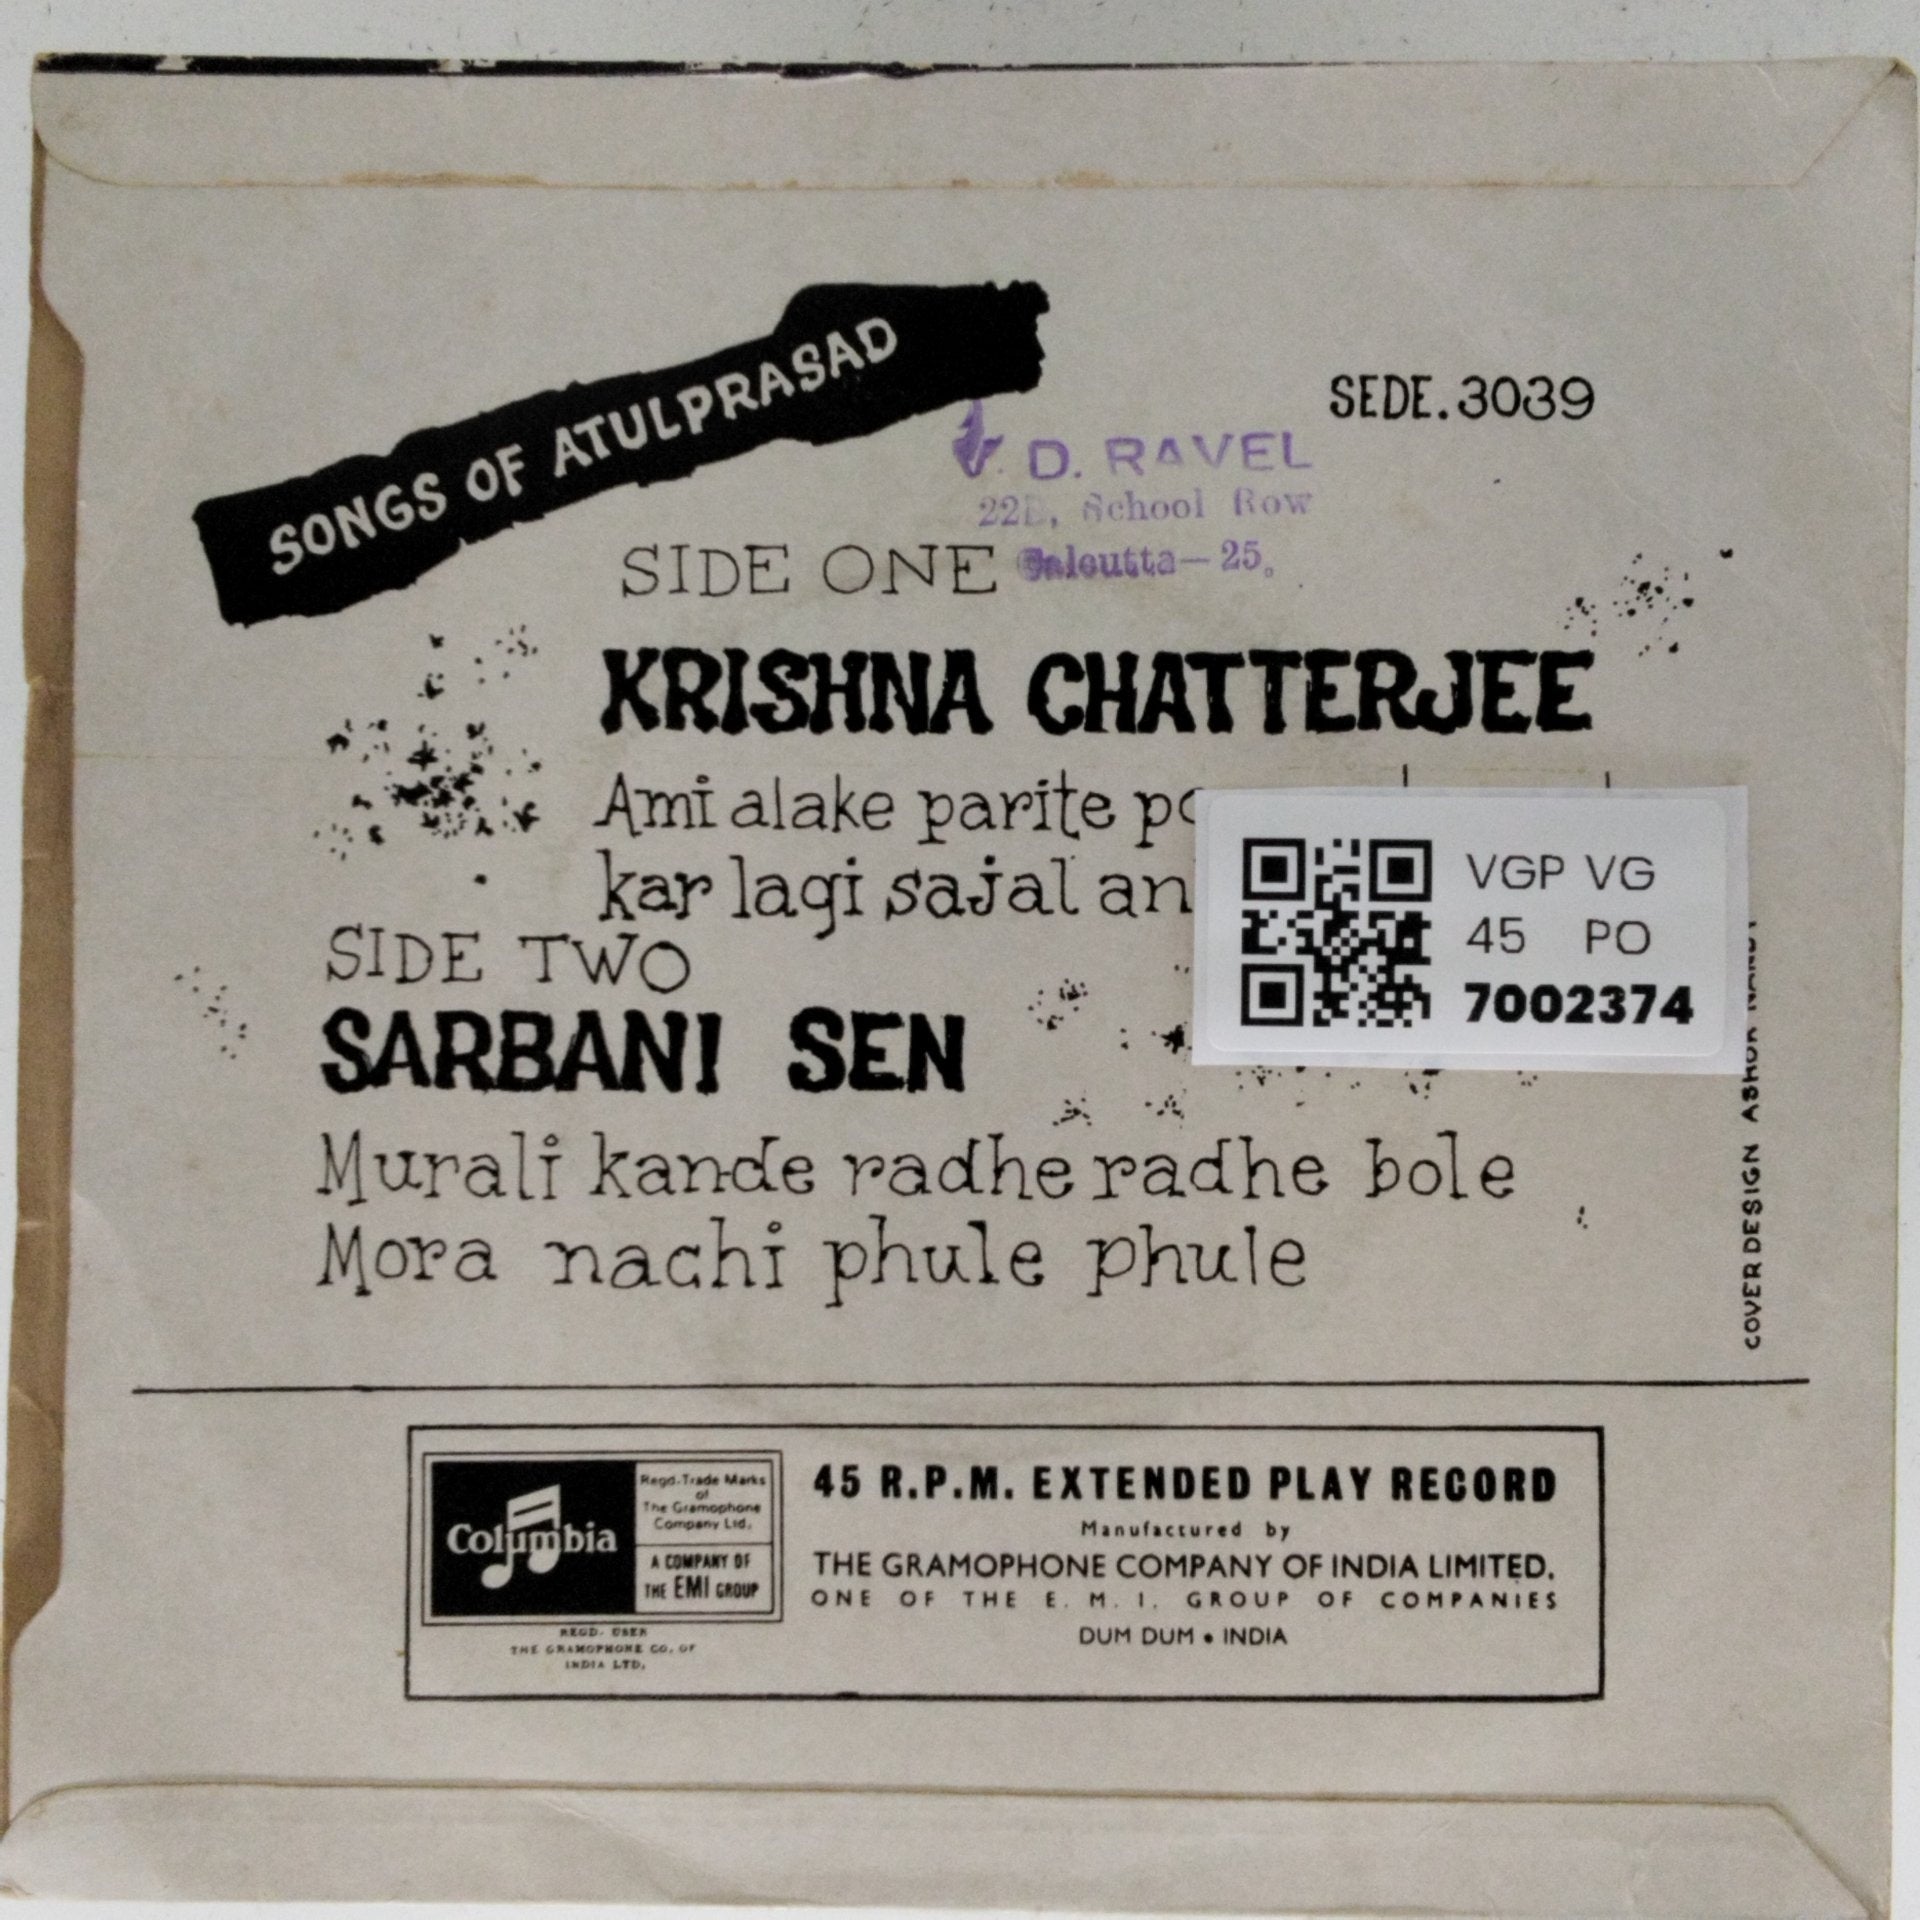 SONGS OF ATULPRASAD
SEDE.3039
D. RAVEL
School Row
Calcutta-25.
SIDE ONE
KRISHNA CHATTERJEE
Ami alake parite
kar lagi sajal
SIDE TWO
SARBANI SEN
Murali kande radhe radhe bole
Mora nachi phule phule
VGP VG
45 PO
7002374
COVER DESIGN ASHOK
Columbia
Regd. Trade Marks
of
The Gramophone
Company Ltd.
A COMPANY OF
THE EMI GROUP
REGD. USER
THE GRAMOPHONE CO. OF
INDIA LTD.
45 R.P.M. EXTENDED PLAY RECORD
Manufactured by
THE GRAMOPHONE COMPANY OF INDIA LIMITED.
ONE OF THE E. M. I. GROUP OF COMPANIES
DUM DUM • INDIA